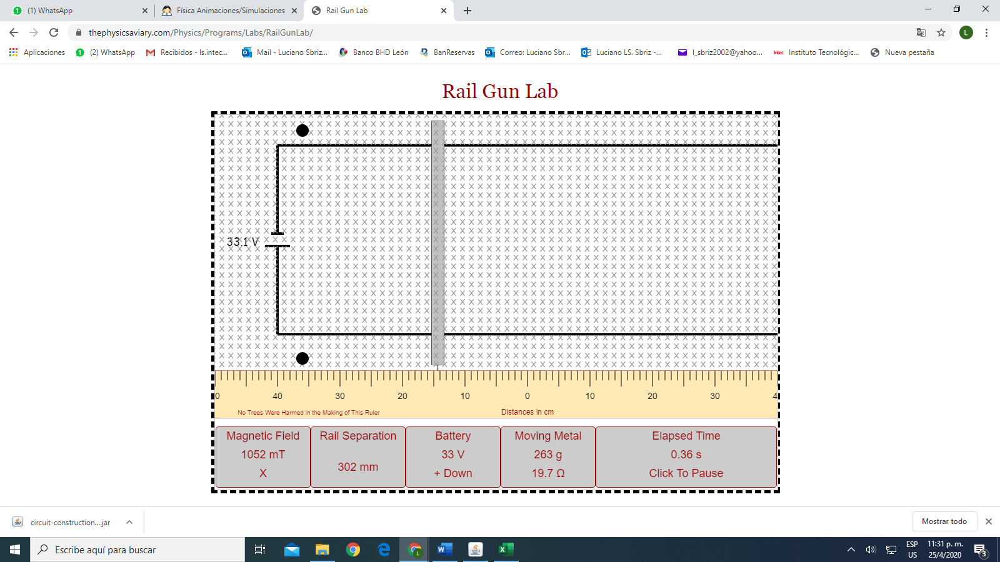 (1) WhatsApp
Física Animaciones/Simulaciones
Rail Gun Lab
thephysicsaviary.com/Physics/Programs/Labs/RailGunLab/
L
Aplicaciones
(2) WhatsApp
Recibidos - ls.intec...
Mail - Luciano Sbriz...
Banco BHD León
BanReservas
Correo: Luciano Sbr...
Luciano LS. Sbriz -...
l_sbriz2002@yahoo...
Instituto Tecnológic...
Nueva pestaña
Rail Gun Lab
33.1 V
0 40 30 20 10 0 10 20 30 4
No Trees Were Harmed in the Making of This Ruler
Distances in cm
Magnetic Field
1052 mT
X
Rail Separation
302 mm
Battery
33 V
+ Down
Moving Metal
263 g
19.7 Ω
Elapsed Time
0.36 s
Click To Pause
circuit-construction....jar
Mostrar todo
Escribe aquí para buscar
ESP
US
11:31 p. m.
25/4/2020
3